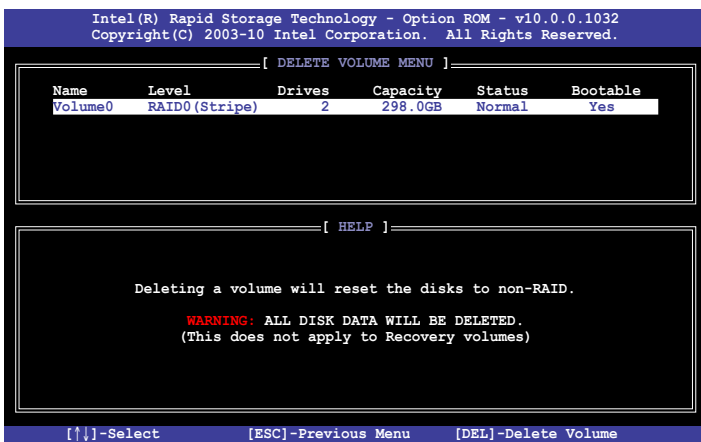 Intel(R) Rapid Storage Technology - Option ROM - v10.0.0.1032
Copyright(C) 2003-10 Intel Corporation. All Rights Reserved.
[ DELETE VOLUME MENU ]
Name Level Drives Capacity Status Bootable
Volume0 RAID0(Stripe) 2 298.0GB Normal Yes
[ HELP ]
Deleting a volume will reset the disks to non-RAID.
WARNING: ALL DISK DATA WILL BE DELETED.
(This does not apply to Recovery volumes)
[↑↓]-Select [ESC]-Previous Menu [DEL]-Delete Volume